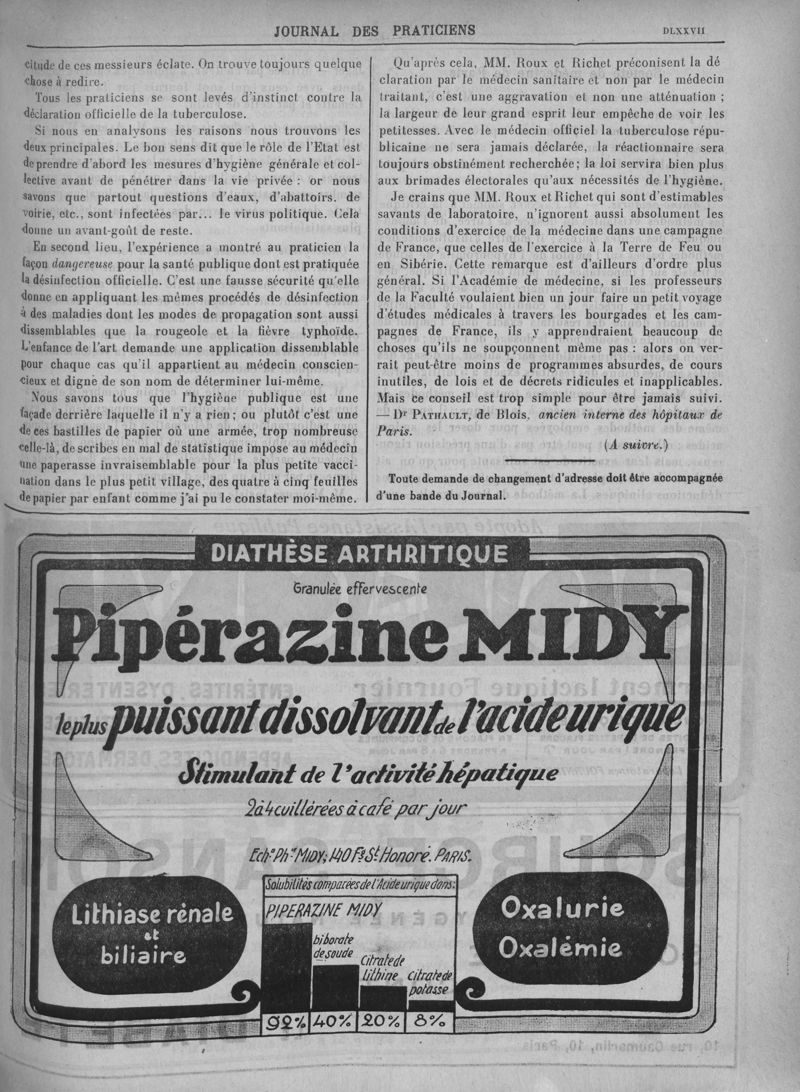 JOURNAL DES PRATICIENS
DLXXVII
citude de ces messieurs éclate. On trouve toujours quelque
chose à redire.
Tous les praticiens se sont levés d'instinct contre la
déclaration officielle de la tuberculose.
Si nous en analysons les raisons nous trouvons les
deux principales. Le bon sens dit que le rôle de l'Etat est
de prendre d'abord les mesures d'hygiène générale et col-
lective avant de pénétrer dans la vie privée : or nous
savons que partout questions d'eaux, d'abattoirs. de
voirie, etc., sont infectées par... le virus politique. Cela
donne un avant-goût de reste.
En second lieu, l'expérience a montré au praticien la
façon dangereuse pour la santé publique dont est pratiquée
la désinfection officielle. C'est une fausse sécurité qu'elle
donne en appliquant les mêmes procédés de désinfection
à des maladies dont les modes de propagation sont aussi
dissemblables que la rougeole et la fièvre typhoïde.
L'enfance de l'art demande une application dissemblable
pour chaque cas qu'il appartient au médecin conscien-
cieux et digne de son nom de déterminer lui-même.
Nous savons tous que l'hygiène publique est une
façade derrière laquelle il n'y a rien ; ou plutôt c'est une
de ces bastilles de papier où une armée, trop nombreuse
celle-là, de scribes en mal de statistique impose au médecin
une paperasse invraisemblable pour la plus petite vacci-
nation dans le plus petit village, des quatre à cinq feuilles
de papier par enfant comme j'ai pu le constater moi-même.
Qu'après cela, MM. Roux et Richet préconisent la dé
claration par le médecin sanitaire et non par le médecin
traitant, c'est une aggravation et non une atténuation ;
la largeur de leur grand esprit leur empêche de voir les
petitesses. Avec le médecin officiel la tuberculose répu-
blicaine ne sera jamais déclarée, la réactionnaire sera
toujours obstinément recherchée ; la loi servira bien plus
aux brimades électorales qu'aux nécessités de l'hygiène.
Je crains que MM. Roux et Richet qui sont d'estimables
savants de laboratoire, n'ignorent aussi absolument les
conditions d'exercice de la médecine dans une campagne
de France, que celles de l'exercice à la Terre de Feu ou
en Sibérie. Cette remarque est d'ailleurs d'ordre plus
général. Si l'Académie de médecine, si les professeurs
de la Faculté voulaient bien un jour faire un petit voyage
d'études médicales à travers les bourgades et les cam-
pagnes de France, ils y apprendraient beaucoup de
choses qu'ils ne soupçonnent même pas : alors on ver-
rait peut-être moins de programmes absurdes, de cours
inutiles, de lois et de décrets ridicules et inapplicables.
Mais ce conseil est trop simple pour être jamais suivi.
— Dr PATHAULT, de Blois, ancien interne des hôpitaux de
Paris.
(A suivre.)
Toute demande de changement d'adresse doit être accompagnée
d'une bande du Journal.
DIATHÈSE ARTHRITIQUE
Granulée effervescente
Pipérazine MIDY
le plus puissant dissolvant de l'acide urique
Stimulant de l'activité hépatique
2 à 4 cuillérées à café par jour
Ech.on Ph.ie MIDY, 140 Fg St Honoré. PARIS.
Lithiase rénale
et
biliaire
Solubilités comparées de l'Acide urique dans :
PIPERAZINE MIDY
biborate
de soude
Citrate de
lithine
Citrate de
potasse
92%
40%
20%
8%
Oxalurie
Oxalémie